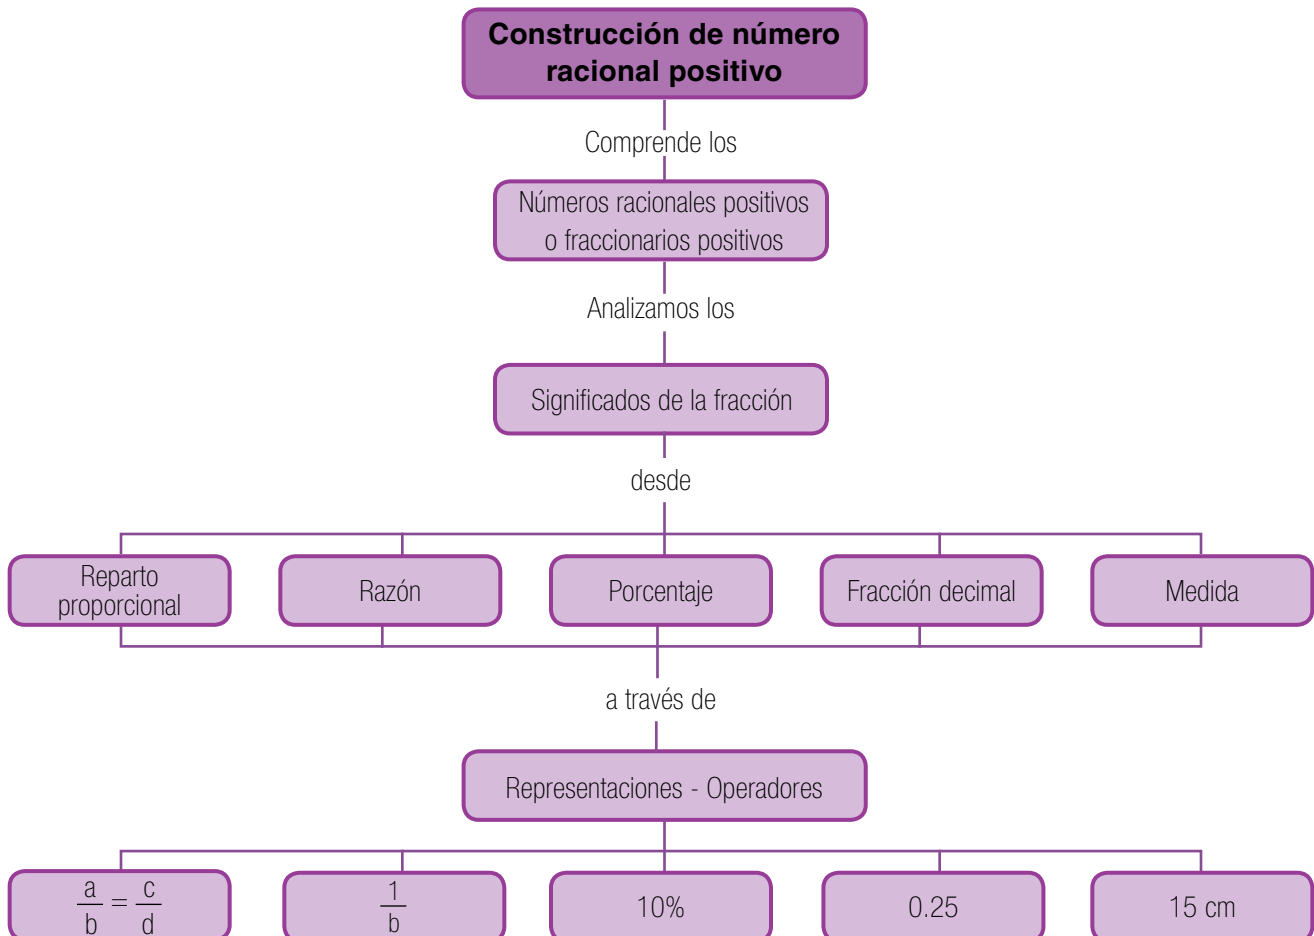 Construcción de número
racional positivo
Comprende los
Números racionales positivos
o fraccionarios positivos
Analizamos los
Significados de la fracción
desde
Reparto
proporcional
Razón
Porcentaje
Fracción decimal
Medida
a través de
Representaciones - Operadores
a/b = c/d
1/b
10%
0.25
15 cm